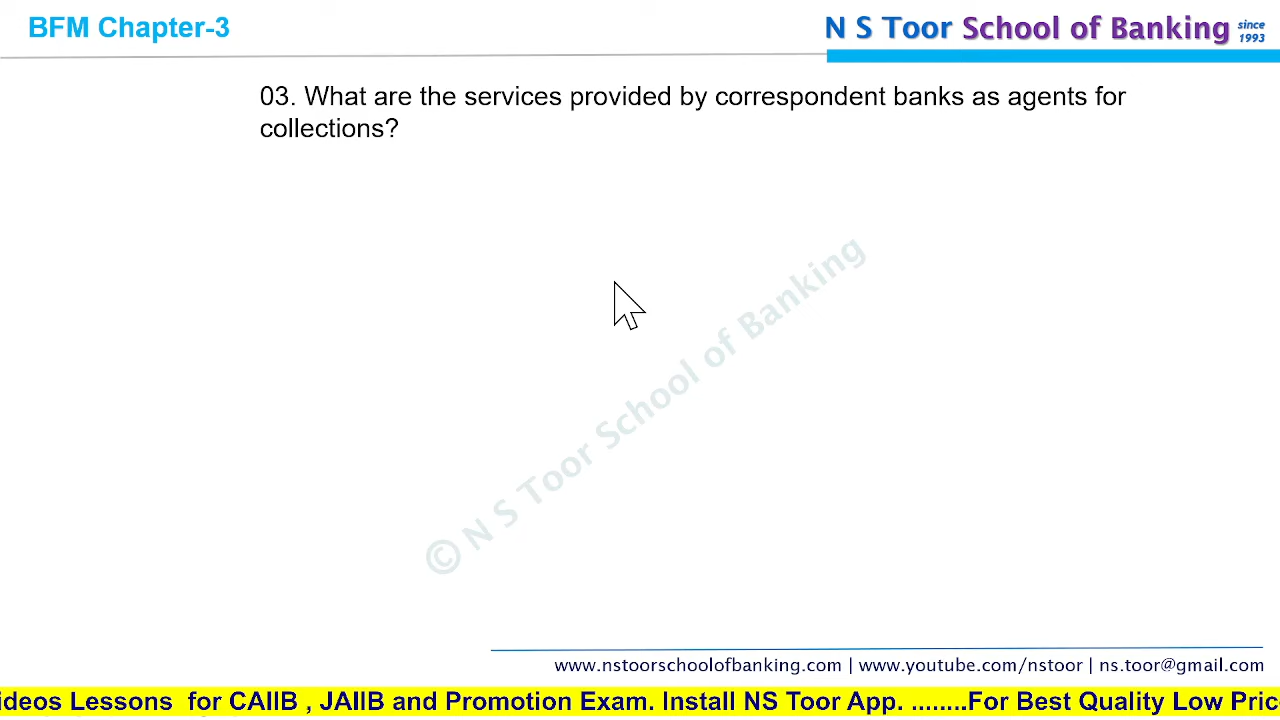 BFM Chapter-3
N S Toor School of Banking since 1993
03. What are the services provided by correspondent banks as agents for
collections?
© N S Toor School of Banking
www.nstoorschoolofbanking.com | www.youtube.com/nstoor | ns.toor@gmail.com
ideos Lessons for CAIIB , JAIIB and Promotion Exam. Install NS Toor App. ........For Best Quality Low Pric